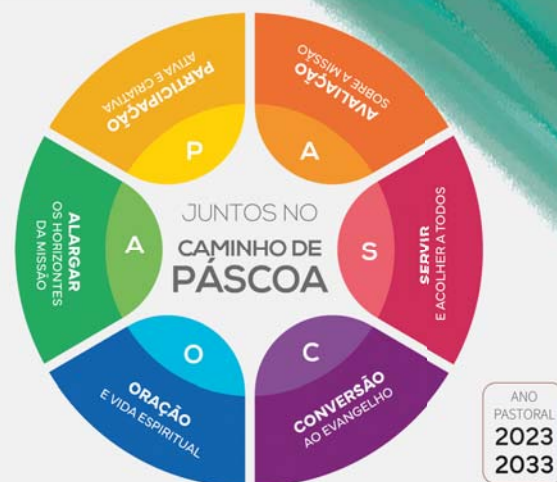 PARTICIPAÇÃO
ATIVA E CRIATIVA
P
AVALIAÇÃO
SOBRE A MISSÃO
A
SERVIR
E ACOLHER A TODOS
S
CONVERSÃO
AO EVANGELHO
C
ORAÇÃO
E VIDA ESPIRITUAL
O
ALARGAR
OS HORIZONTES
DA MISSÃO
A
JUNTOS NO
CAMINHO DE
PÁSCOA
ANO
PASTORAL
2023
2033